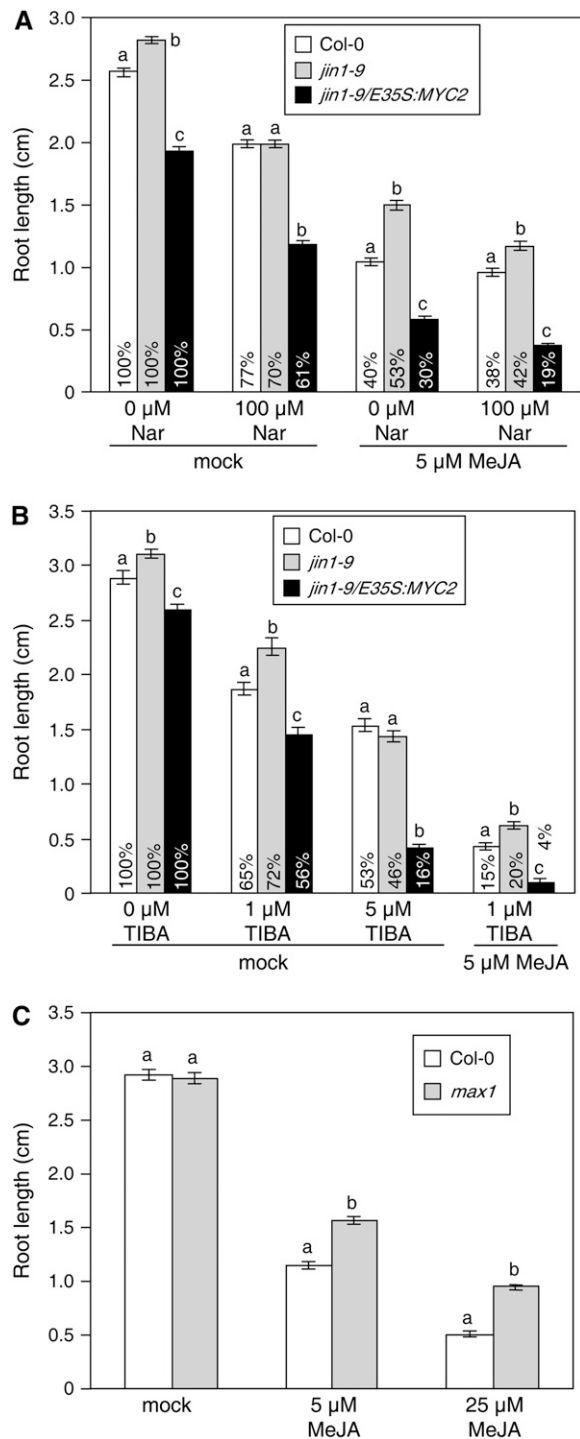 A
Col-0
jin1-9
jin1-9/E35S:MYC2
Root length (cm)
3.0
2.5
2.0
1.5
1.0
0.5
0
a b c
a a b
a b c
a b c
100% 100% 100%
77% 70% 61%
40% 53% 30%
38% 42% 19%
0 µM 100 µM 0 µM 100 µM
Nar Nar Nar Nar
mock 5 µM MeJA
B
Col-0
jin1-9
jin1-9/E35S:MYC2
Root length (cm)
3.5
3.0
2.5
2.0
1.5
1.0
0.5
0
a b c
a b c
a a b
a b c
100% 100% 100%
65% 72% 56%
53% 46% 16%
15% 20% 4%
0 µM 1 µM 5 µM 1 µM
TIBA TIBA TIBA TIBA
mock 5 µM MeJA
C
Col-0
max1
Root length (cm)
3.5
3.0
2.5
2.0
1.5
1.0
0.5
0
a a
a b
a b
mock 5 µM 25 µM
MeJA MeJA